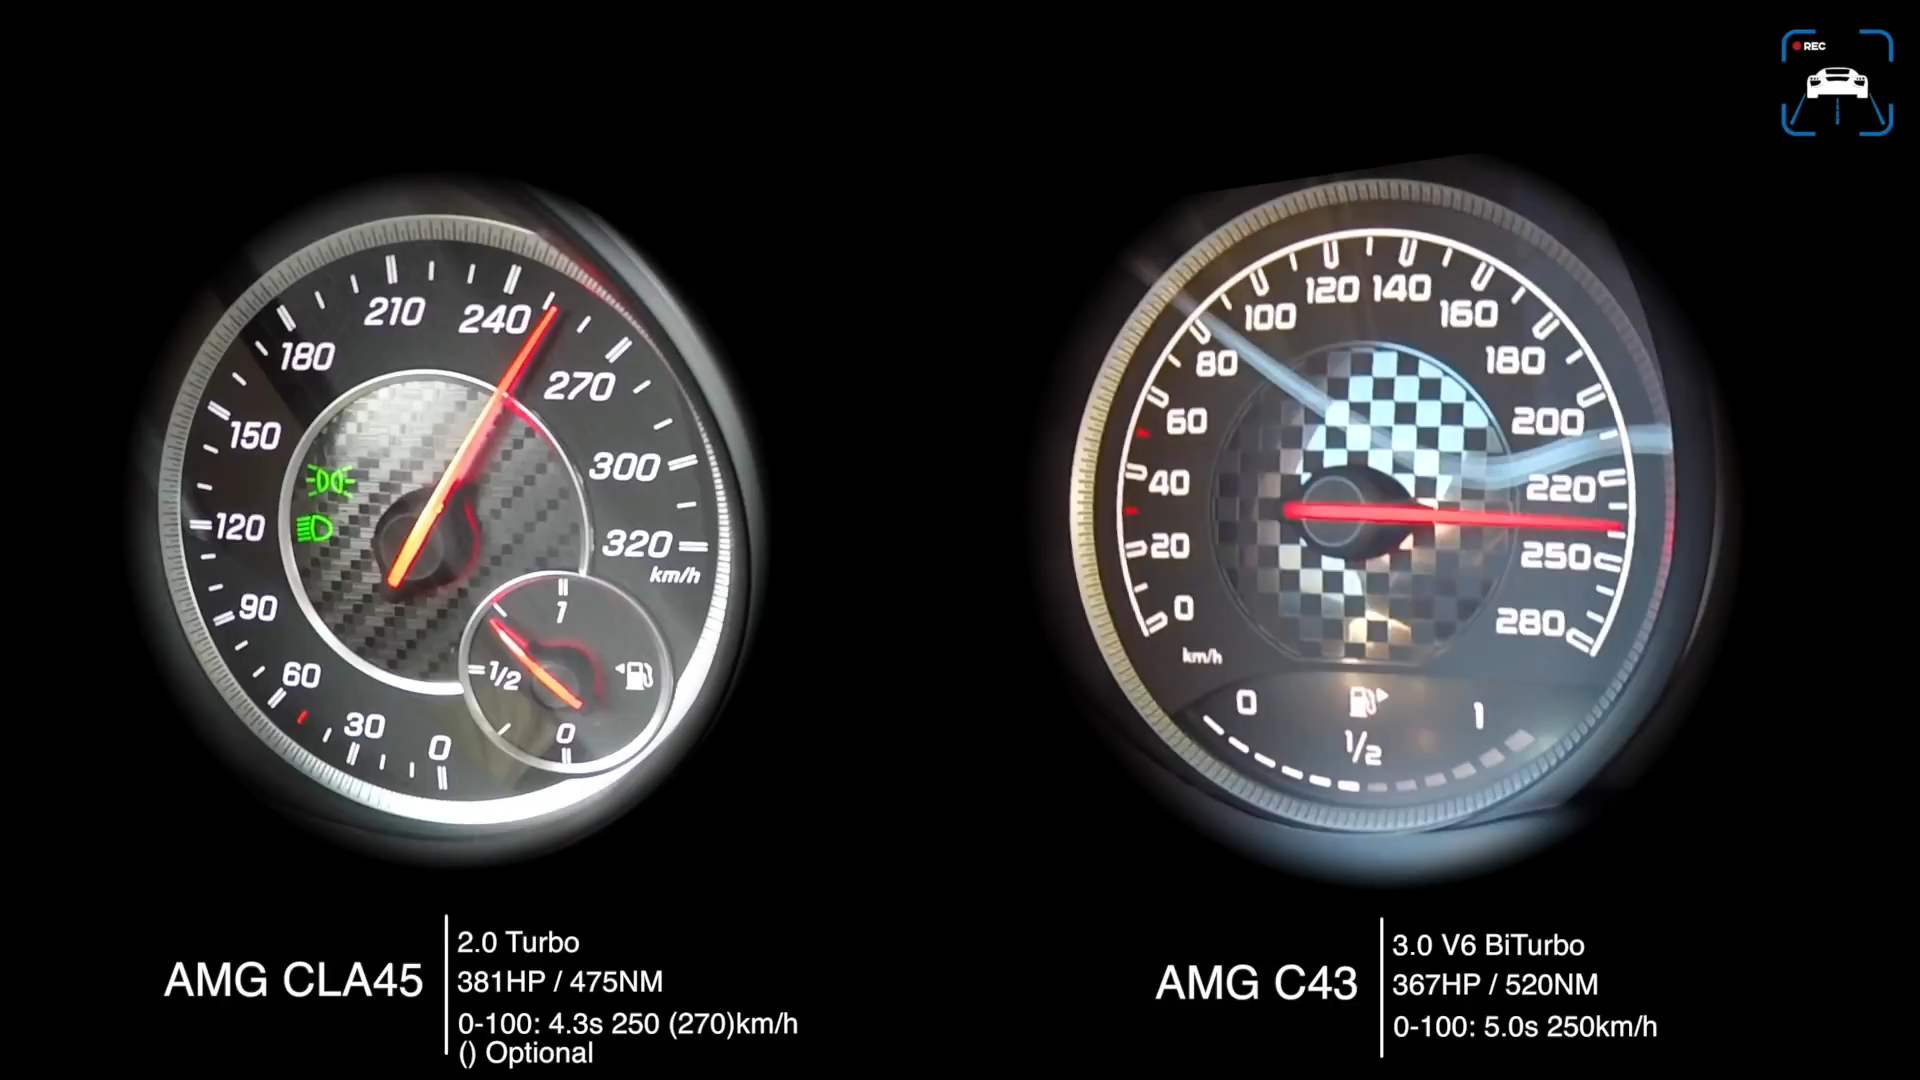 REC
210
240
180
270
150
300
120
320
km/h
90
60
30
0
1
1/2
0
120
140
100
160
80
180
60
200
40
220
20
250
0
280
km/h
0
1/2
1
AMG CLA45
2.0 Turbo
381HP / 475NM
0-100: 4.3s 250 (270)km/h
() Optional
AMG C43
3.0 V6 BiTurbo
367HP / 520NM
0-100: 5.0s 250km/h